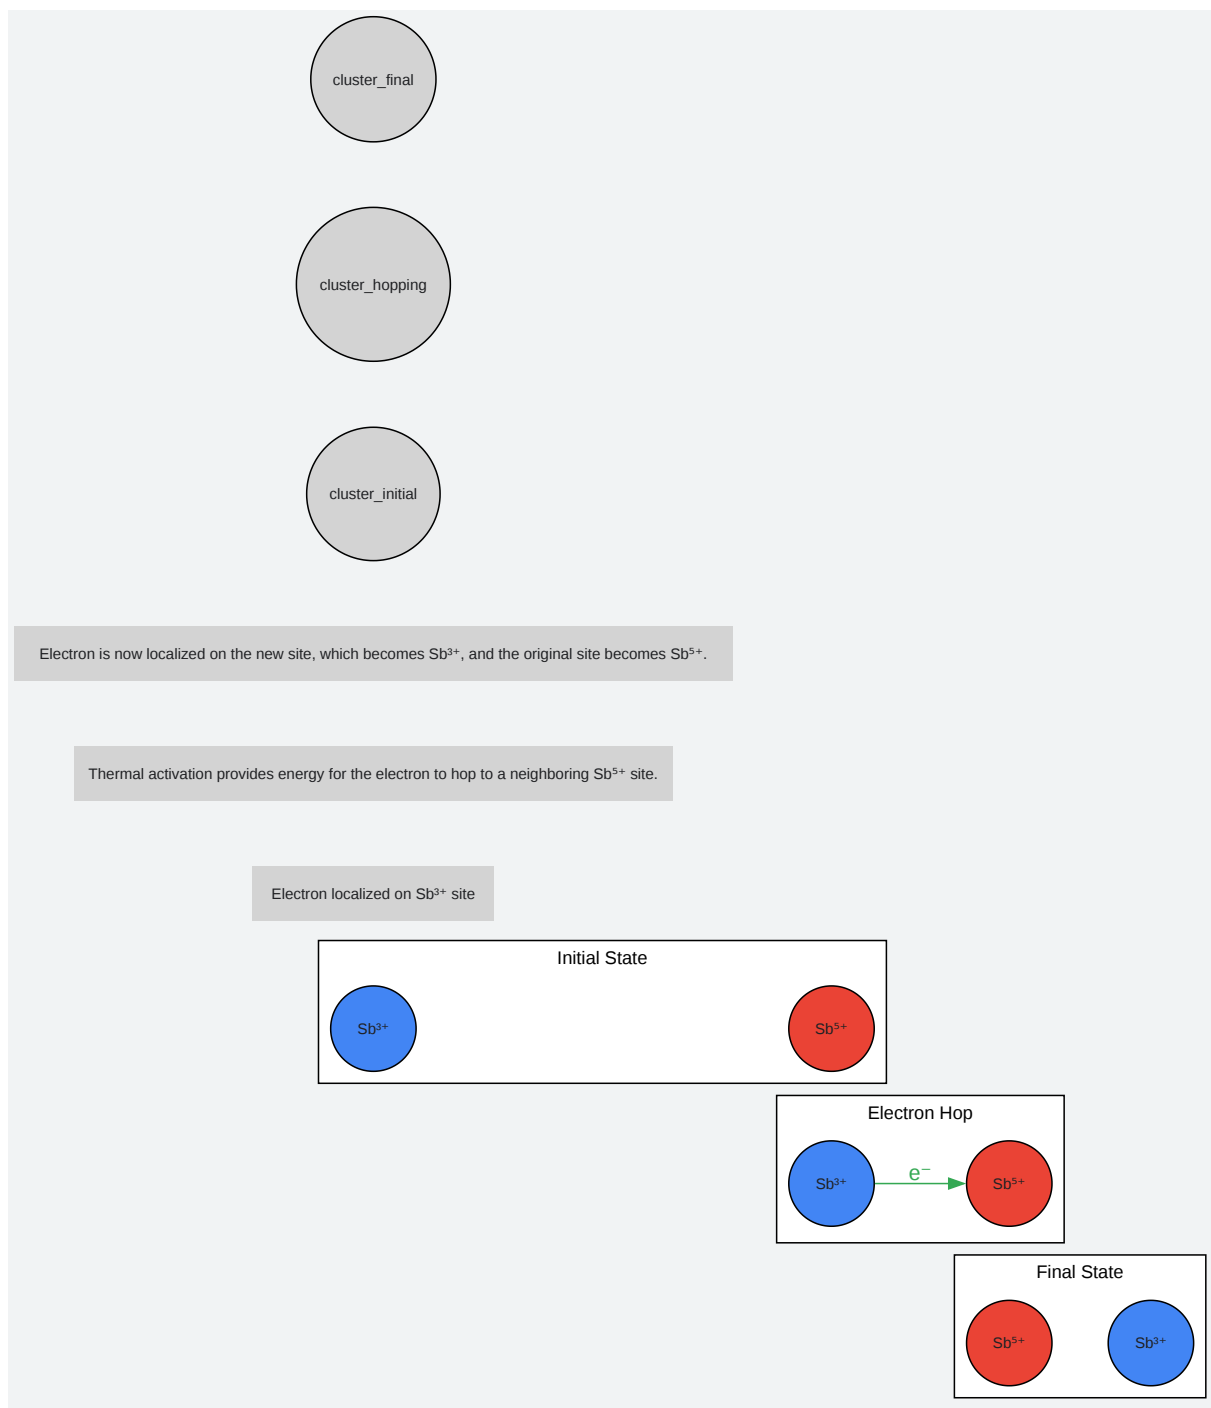 cluster_final
cluster_hopping
cluster_initial
Electron is now localized on the new site, which becomes Sb³⁺, and the original site becomes Sb⁵⁺.
Thermal activation provides energy for the electron to hop to a neighboring Sb⁵⁺ site.
Electron localized on Sb³⁺ site
Initial State
Sb³⁺ Sb⁵⁺
Electron Hop
Sb³⁺ e⁻ Sb⁵⁺
Final State
Sb⁵⁺ Sb³⁺